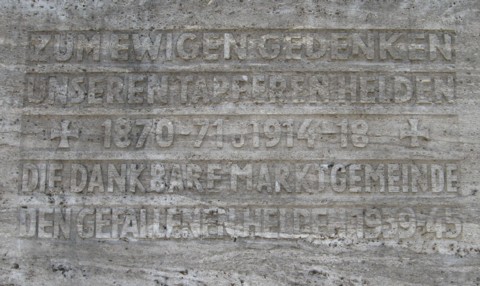 ZUM EWIGEN GEDENKEN
UNSEREN TAPFEREN HELDEN
✠ 1870-71 ⁊ 1914-18 ✠
DIE DANKBARE MARKTGEMEINDE
DEN GEFALLENEN HELDEN 1939-45